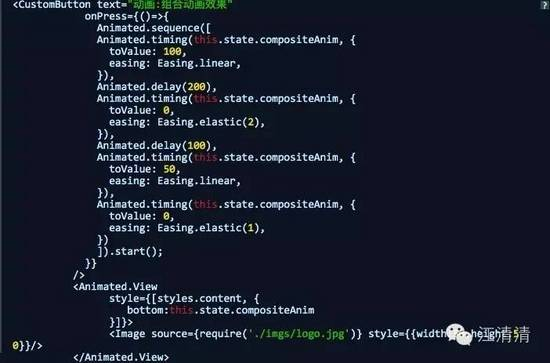 <CustomButton text="动画:组合动画效果"
onPress={()=>{
Animated.sequence([
Animated.timing(this.state.compositeAnim, {
toValue: 100,
easing: Easing.linear,
}),
Animated.delay(200),
Animated.timing(this.state.compositeAnim, {
toValue: 0,
easing: Easing.elastic(2),
}),
Animated.delay(100),
Animated.timing(this.state.compositeAnim, {
toValue: 50,
easing: Easing.linear,
}),
Animated.timing(this.state.compositeAnim, {
toValue: 0,
easing: Easing.elastic(1),
})
]).start();
}}
/>
<Animated.View
style={[styles.content, {
bottom:this.state.compositeAnim
}]}>
<Image source={require('./imgs/logo.jpg')} style={{width height 5
0}}/>
</Animated.View>
江清清